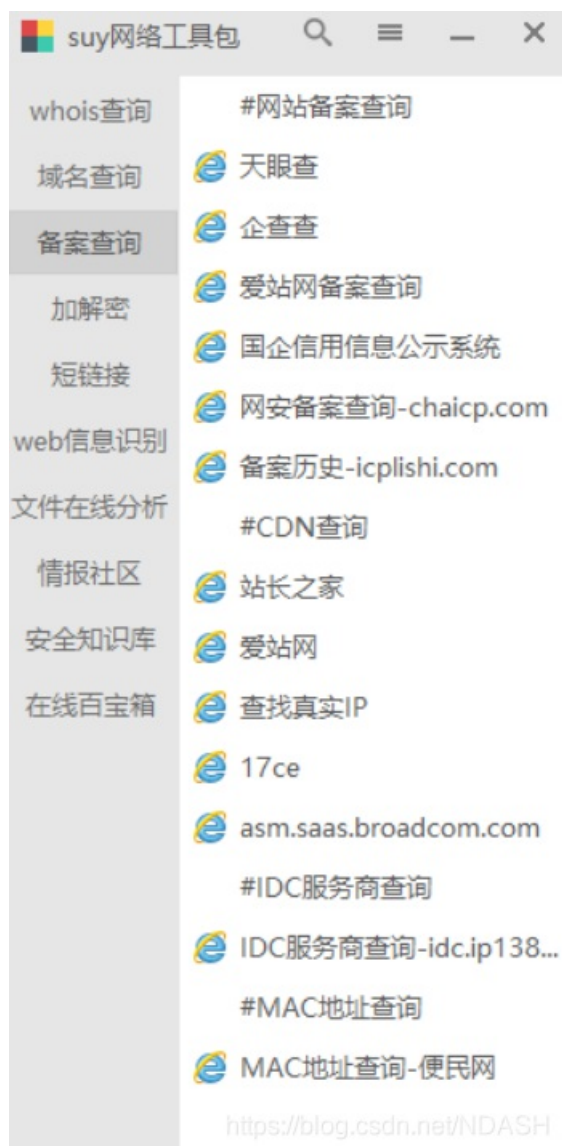 suy网络工具包
whois查询
域名查询
备案查询
加解密
短链接
web信息识别
文件在线分析
情报社区
安全知识库
在线百宝箱
#网站备案查询
天眼查
企查查
爱站网备案查询
国企信用信息公示系统
网安备案查询-chaicp.com
备案历史-icplishi.com
#CDN查询
站长之家
爱站网
查找真实IP
17ce
asm.saas.broadcom.com
#IDC服务商查询
IDC服务商查询-idc.ip138...
#MAC地址查询
MAC地址查询-便民网
https://blog.csdn.net/NDASH